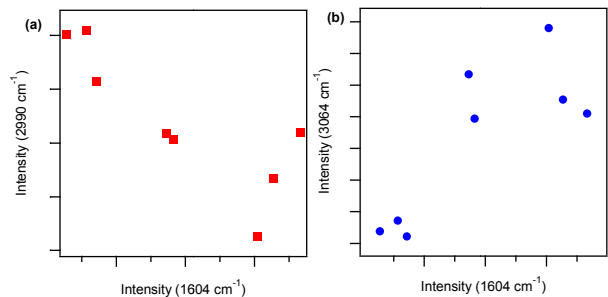 (a)
Intensity (2990 cm⁻¹)
Intensity (1604 cm⁻¹)
(b)
Intensity (3064 cm⁻¹)
Intensity (1604 cm⁻¹)